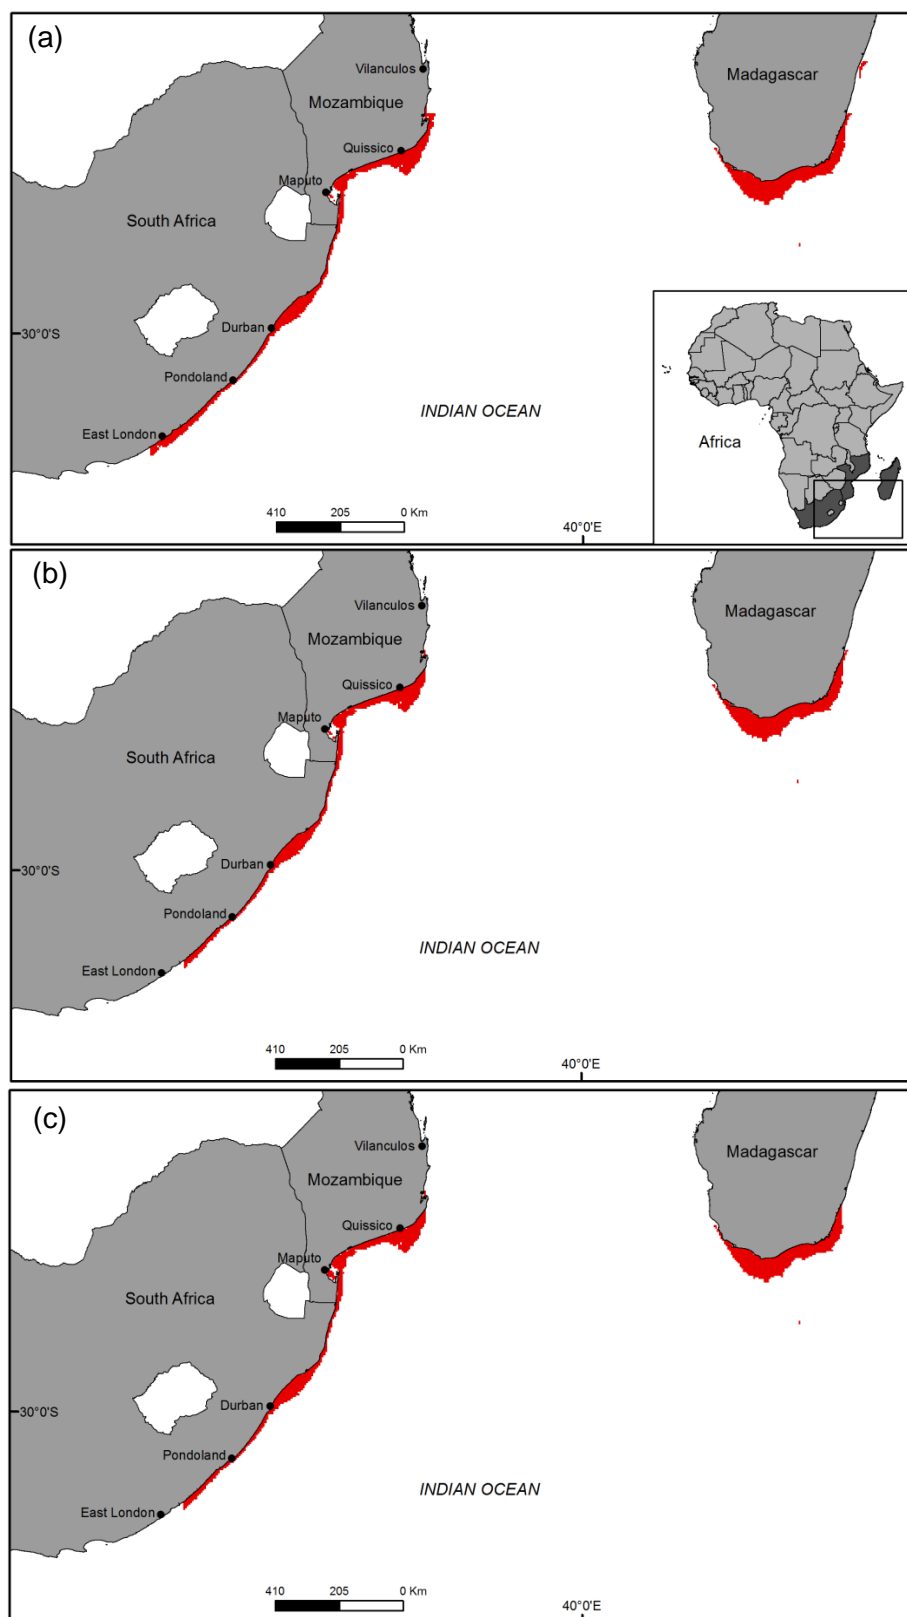 (a)
Vilanculos
Madagascar
Mozambique
Quissico
Maputo
South Africa
30°0'S
Durban
Pondoland
INDIAN OCEAN
East London
Africa
410 205 0 Km
40°0'E
(b)
Vilanculos
Madagascar
Mozambique
Quissico
Maputo
South Africa
30°0'S
Durban
Pondoland
INDIAN OCEAN
East London
410 205 0 Km
40°0'E
(c)
Vilanculos
Madagascar
Mozambique
Quissico
Maputo
South Africa
30°0'S
Durban
Pondoland
INDIAN OCEAN
East London
410 205 0 Km
40°0'E